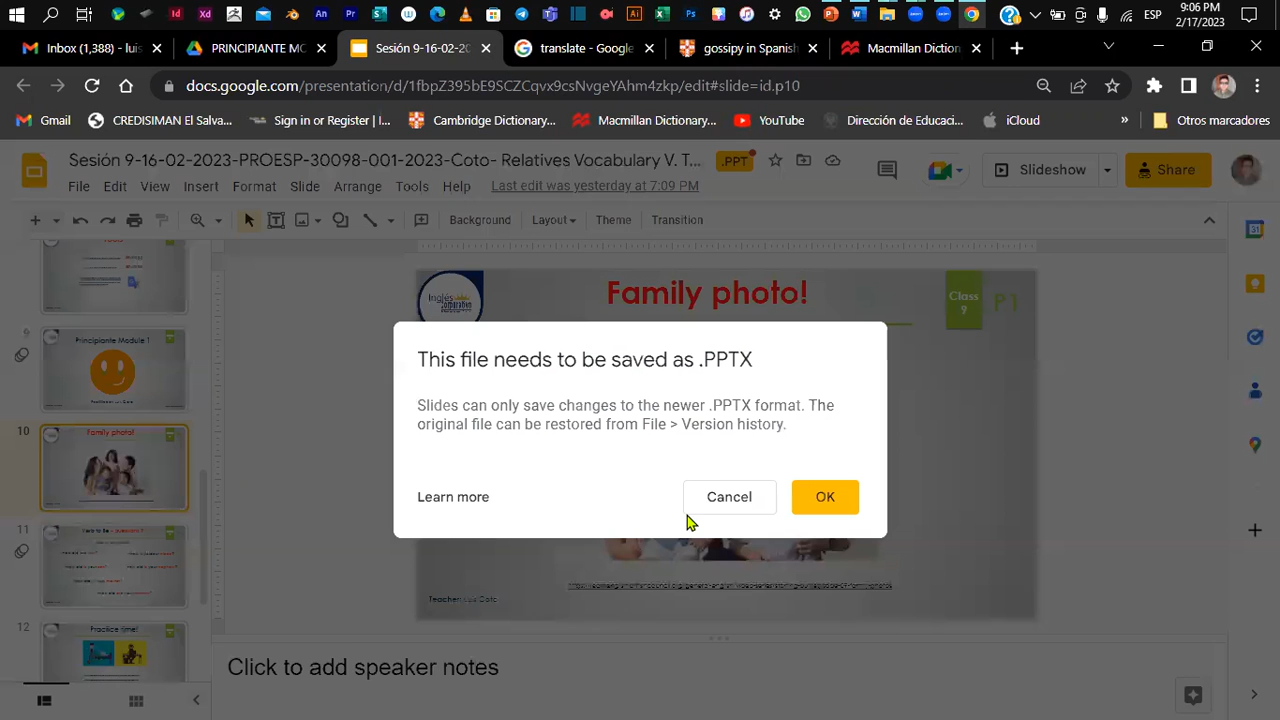 ESP
9:06 PM
2/17/2023
Inbox (1,388) - luis
PRINCIPIANTE MC
Sesión 9-16-02-20
translate - Google
gossipy in Spanish
Macmillan Diction
docs.google.com/presentation/d/1fbpZ395bE9SCZCqvx9csNvgeYAhm4zkp/edit#slide=id.p10
Gmail
CREDISIMAN El Salva...
Sign in or Register | I...
Cambridge Dictionary...
Macmillan Dictionary...
YouTube
Dirección de Educaci...
iCloud
»
Otros marcadores
Sesión 9-16-02-2023-PROESP-30098-001-2023-Coto- Relatives Vocabulary V. T...
.PPT
Slideshow
Share
File Edit View Insert Format Slide Arrange Tools Help
Last edit was yesterday at 7:09 PM
Background Layout Theme Transition
9
Principiante Module 1
10
Family photo!
11
12
Practice time!
Family photo!
Class
9
P1
This file needs to be saved as .PPTX
Slides can only save changes to the newer .PPTX format. The
original file can be restored from File > Version history.
Learn more
Cancel
OK
Teacher: Luis Coto
Click to add speaker notes